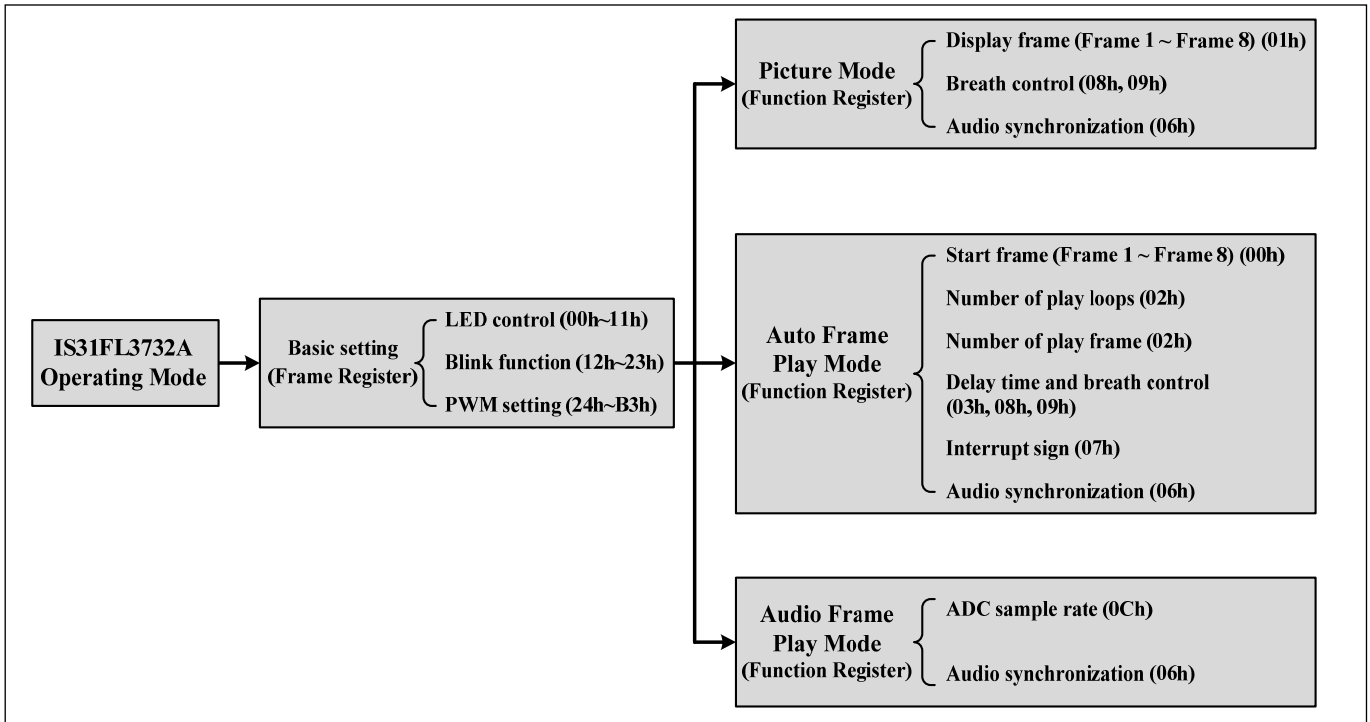 IS31FL3732A
Operating Mode
Basic setting
(Frame Register)
LED control (00h~11h)
Blink function (12h~23h)
PWM setting (24h~B3h)
Picture Mode
(Function Register)
Display frame (Frame 1 ~ Frame 8) (01h)
Breath control (08h, 09h)
Audio synchronization (06h)
Auto Frame
Play Mode
(Function Register)
Start frame (Frame 1 ~ Frame 8) (00h)
Number of play loops (02h)
Number of play frame (02h)
Delay time and breath control
(03h, 08h, 09h)
Interrupt sign (07h)
Audio synchronization (06h)
Audio Frame
Play Mode
(Function Register)
ADC sample rate (0Ch)
Audio synchronization (06h)